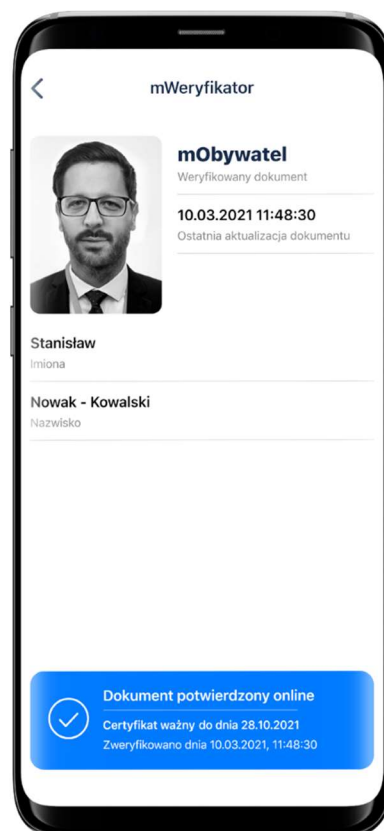 mWeryfikator
mObywatel
Weryfikowany dokument
10.03.2021 11:48:30
Ostatnia aktualizacja dokumentu
Stanisław
Imiona
Nowak - Kowalski
Nazwisko
Dokument potwierdzony online
Certyfikat ważny do dnia 28.10.2021
Zweryfikowano dnia 10.03.2021, 11:48:30